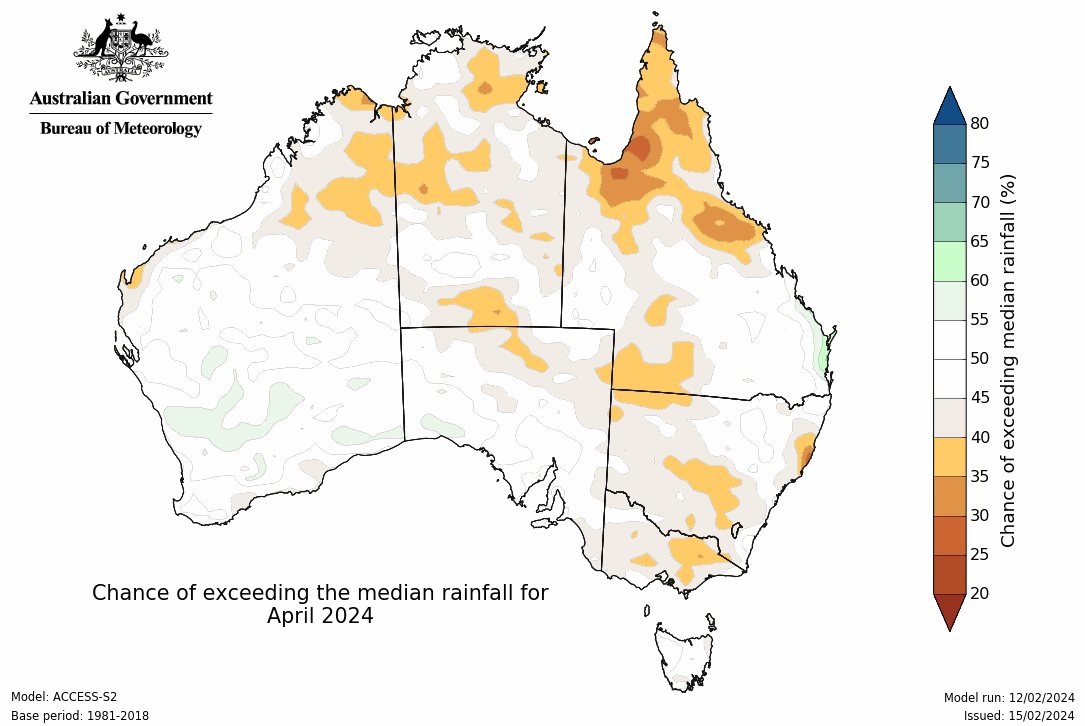 Australian Government
Bureau of Meteorology
80
75
70
65
60
55
50
45
40
35
30
25
20
Chance of exceeding median rainfall (%)
Chance of exceeding the median rainfall for
April 2024
Model: ACCESS-S2
Base period: 1981-2018
Model run: 12/02/2024
Issued: 15/02/2024